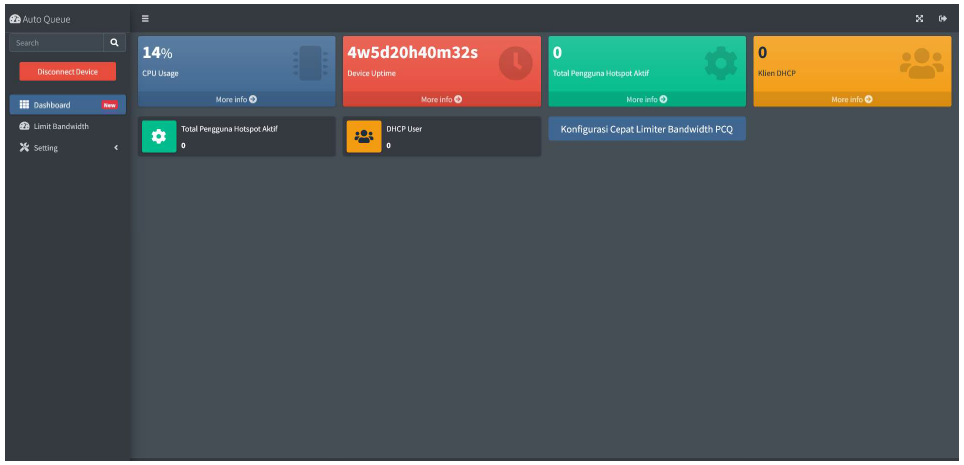 Auto Queue
Search
Disconnect Device
Dashboard New
Limit Bandwidth
Setting
14%
CPU Usage
More info
4w5d20h40m32s
Device Uptime
More info
0
Total Pengguna Hotspot Aktif
More info
0
Klien DHCP
More info
Total Pengguna Hotspot Aktif
0
DHCP User
0
Konfigurasi Cepat Limiter Bandwidth PCQ